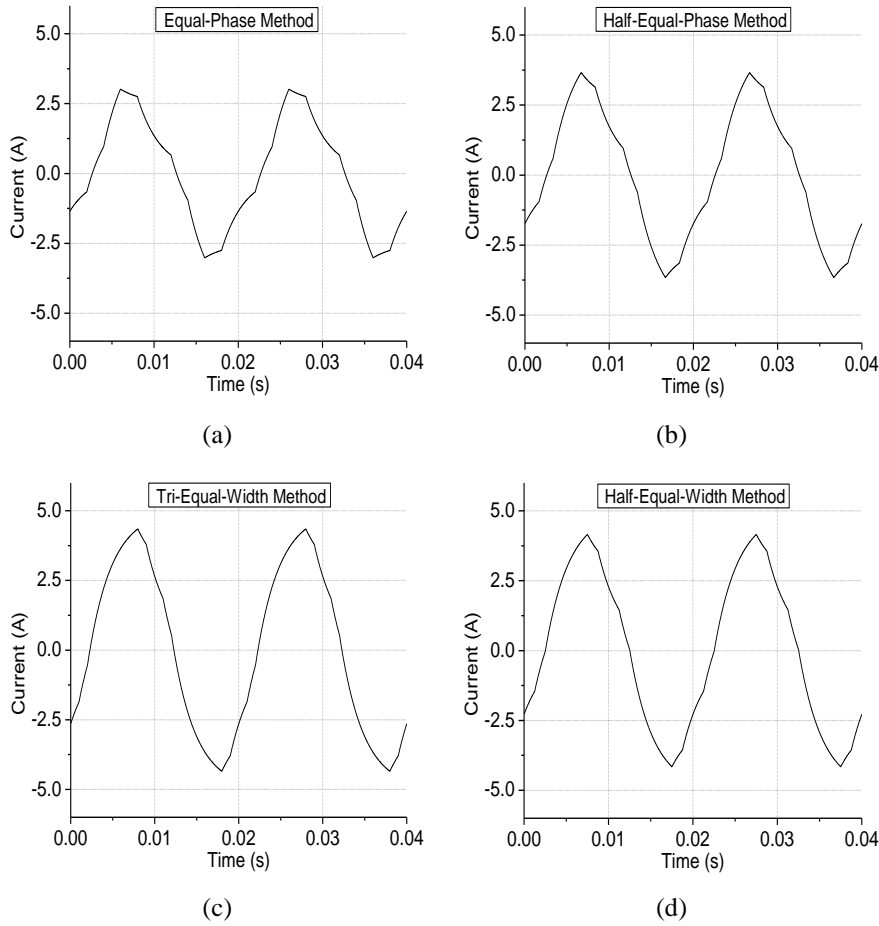 Equal-Phase Method
Current (A)
5.0
2.5
0.0
-2.5
-5.0
0.00 0.01 0.02 0.03 0.04
Time (s)
(a)
Half-Equal-Phase Method
Current (A)
5.0
2.5
0.0
-2.5
-5.0
0.00 0.01 0.02 0.03 0.04
Time (s)
(b)
Tri-Equal-Width Method
Current (A)
5.0
2.5
0.0
-2.5
-5.0
0.00 0.01 0.02 0.03 0.04
Time (s)
(c)
Half-Equal-Width Method
Current (A)
5.0
2.5
0.0
-2.5
-5.0
0.00 0.01 0.02 0.03 0.04
Time (s)
(d)